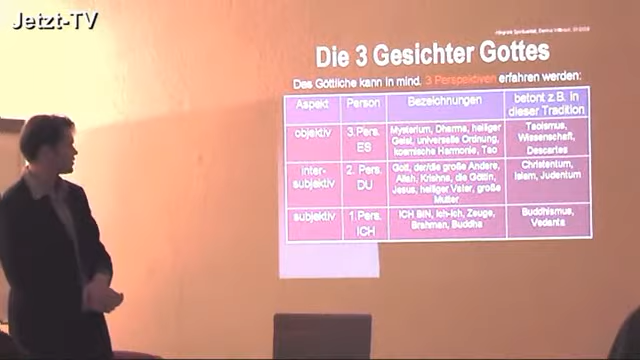 Jetzt-TV
Die 3 Gesichter Gottes
Das Göttliche kann in mind. 3 Perspektiven erfahren werden:
Aspekt Person Bezeichnungen betont z.B. in
dieser Tradition
objektiv 3.Pers.
ES
Mysterium, Dharma, heiliger
Geist, universelle Ordnung,
kosmische Harmonie, Tao
Taoismus,
Wissenschaft,
Descartes
inter-
subjektiv
2. Pers.
DU
Gott, der/die große Andere,
Allah, Krishna, die Göttin,
Jesus, heiliger Vater, große
Mutter
Christentum,
Islam, Judentum
subjektiv 1.Pers.
ICH
ICH BIN, Ich-Ich, Zeuge,
Brahman, Buddha
Buddhismus,
Vedanta